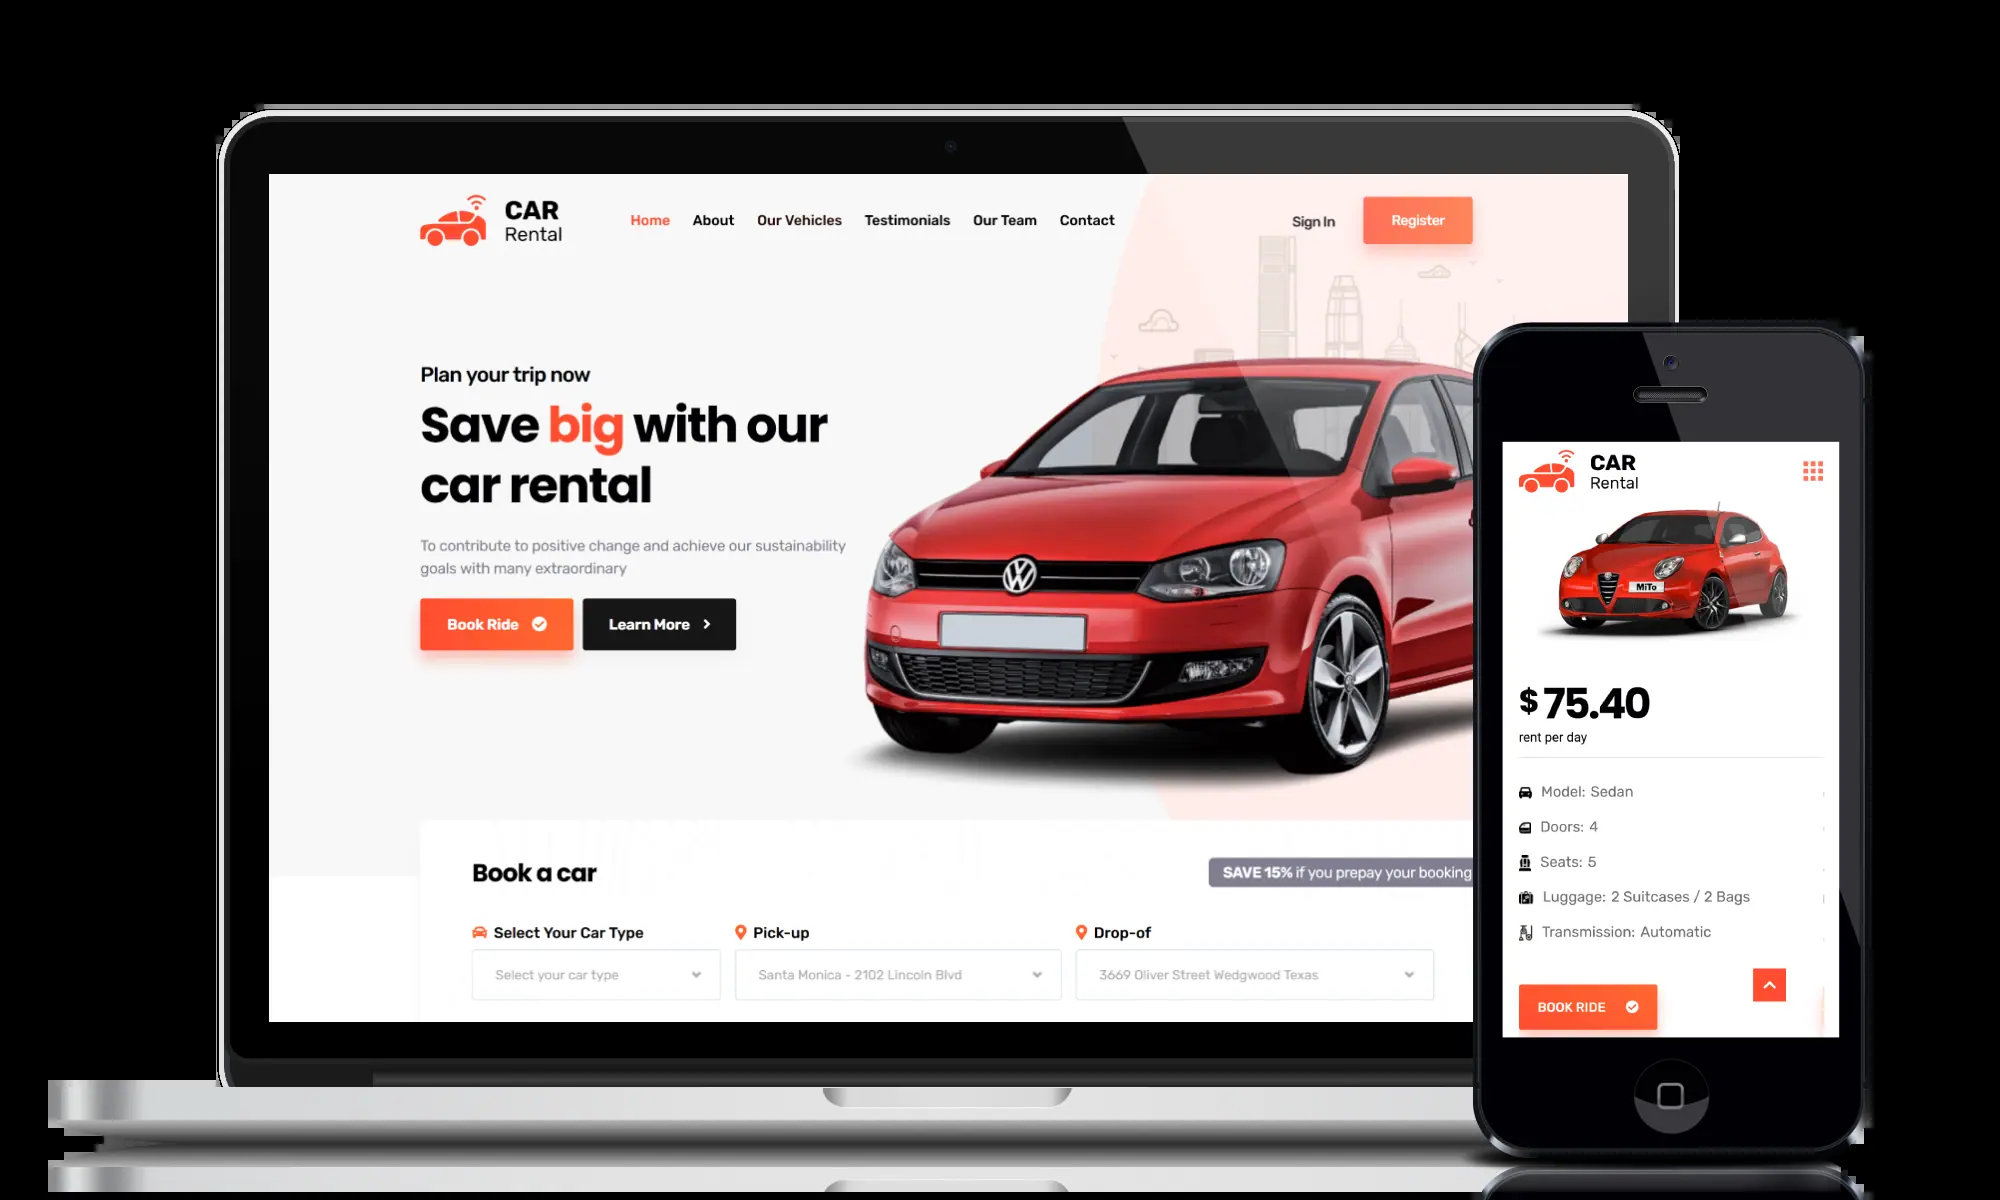 CAR
Rental
Home About Our Vehicles Testimonials Our Team Contact
Sign In
Register
Plan your trip now
Save big with our
car rental
To contribute to positive change and achieve our sustainability
goals with many extraordinary
Book Ride
Learn More
Book a car
SAVE 15% if you prepay your booking
Select Your Car Type
Pick-up
Drop-of
Select your car type
Santa Monica - 2102 Lincoln Blvd
3669 Oliver Street Wedgwood Texas
CAR
Rental
MiTo
$75.40
rent per day
Model: Sedan
Doors: 4
Seats: 5
Luggage: 2 Suitcases / 2 Bags
Transmission: Automatic
BOOK RIDE